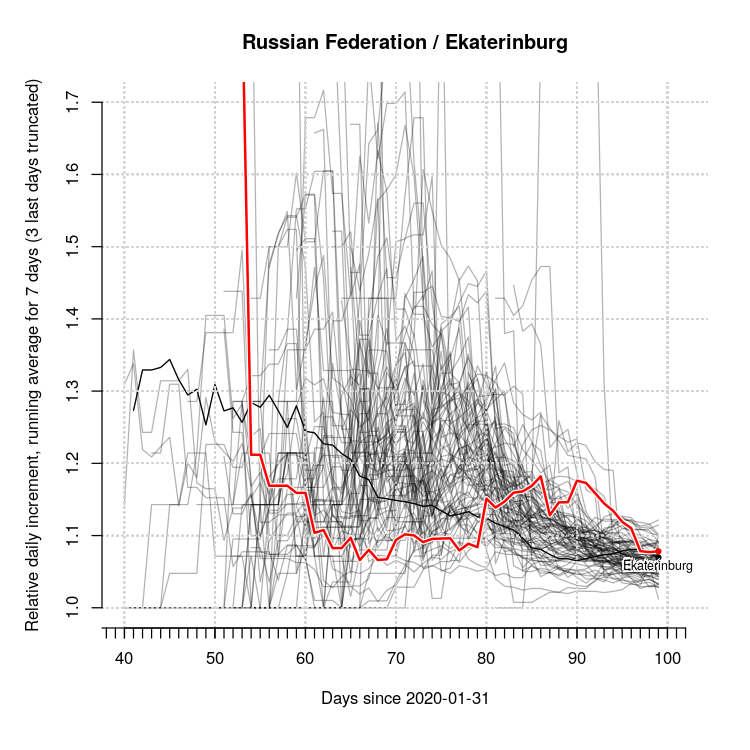 Russian Federation / Ekaterinburg
Relative daily increment, running average for 7 days (3 last days truncated)
1.7
1.6
1.5
1.4
1.3
1.2
1.1
1.0
Ekaterinburg
40 50 60 70 80 90 100
Days since 2020-01-31